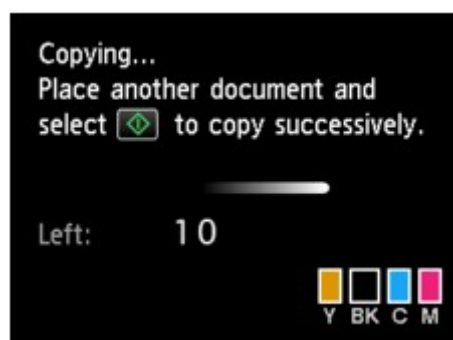 Copying...
Place another document and
select to copy successively.
Left: 10
Y BK C M